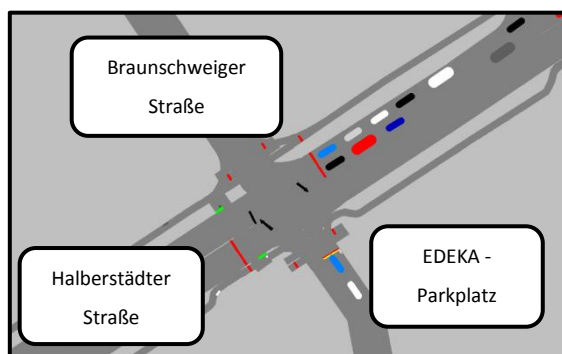 Braunschweiger
Straße
Halberstädter
Straße
EDEKA -
Parkplatz